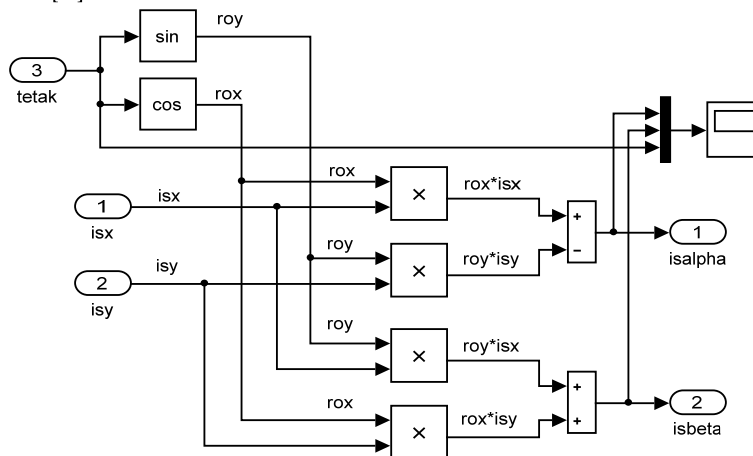 roy
sin
3
tetak
rox
cos
rox
rox*isx
×
isx
1
isx
+
−
1
isalpha
roy
roy*isy
×
isy
2
isy
roy
roy*isx
×
+
+
2
isbeta
rox
rox*isy
×